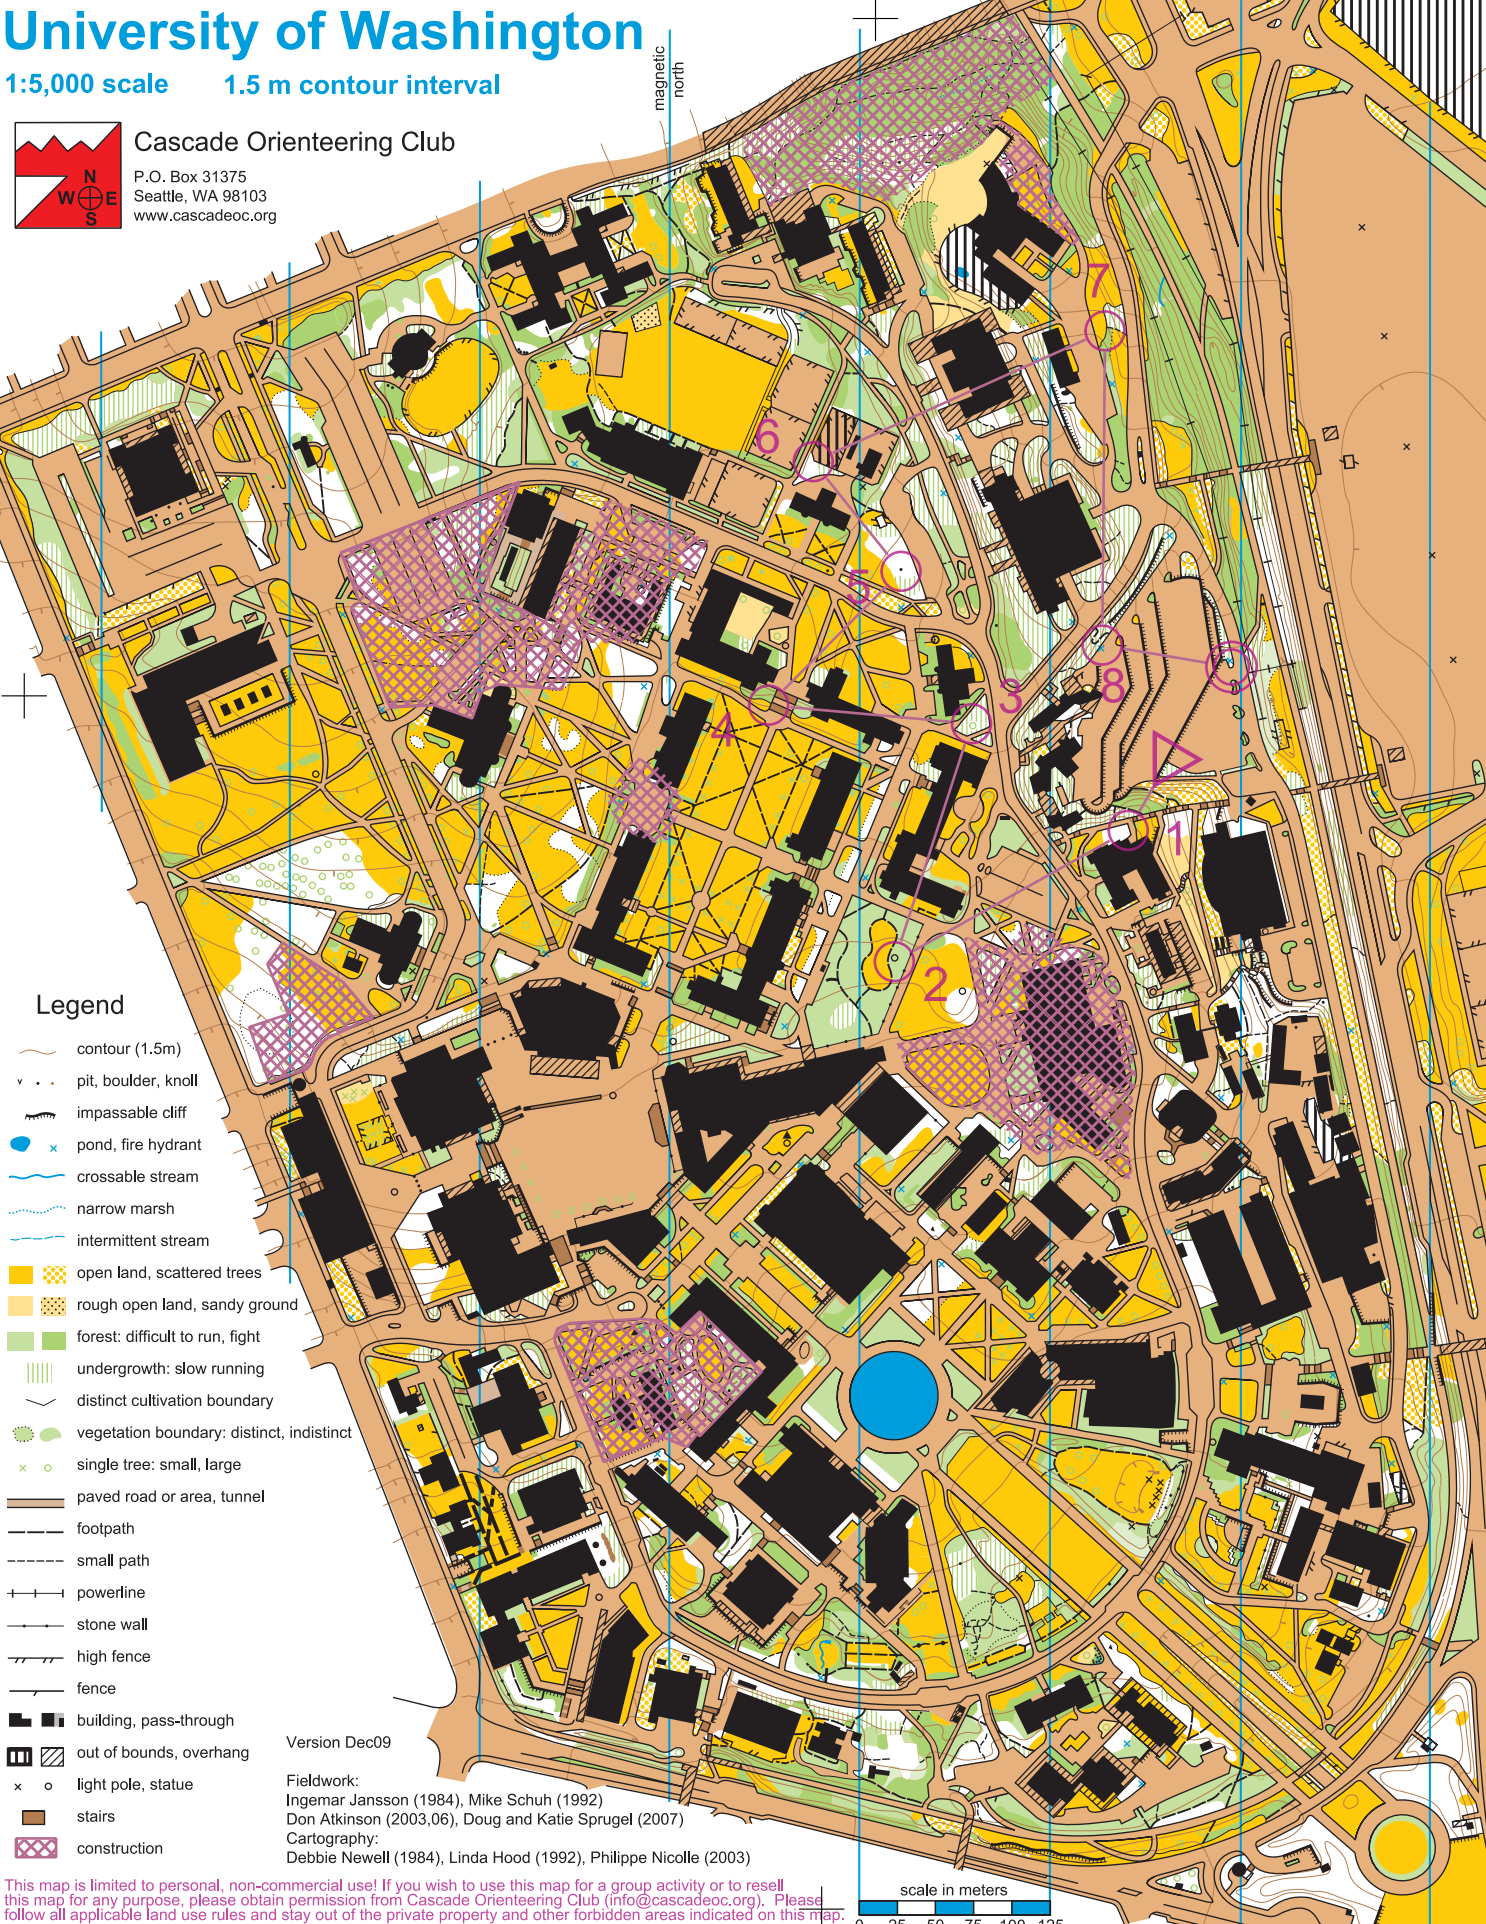 University of Washington
1:5,000 scale 1.5 m contour interval
magnetic
north
Cascade Orienteering Club
P.O. Box 31375
Seattle, WA 98103
www.cascadeoc.org
N
W E
S
7
6
5
3
8
4
1
2
Legend
contour (1.5m)
pit, boulder, knoll
impassable cliff
pond, fire hydrant
crossable stream
narrow marsh
intermittent stream
open land, scattered trees
rough open land, sandy ground
forest: difficult to run, fight
undergrowth: slow running
distinct cultivation boundary
vegetation boundary: distinct, indistinct
single tree: small, large
paved road or area, tunnel
footpath
small path
powerline
stone wall
high fence
fence
building, pass-through
out of bounds, overhang
light pole, statue
stairs
construction
Version Dec09
Fieldwork:
Ingemar Jansson (1984), Mike Schuh (1992)
Don Atkinson (2003,06), Doug and Katie Sprugel (2007)
Cartography:
Debbie Newell (1984), Linda Hood (1992), Philippe Nicolle (2003)
This map is limited to personal, non-commercial use! If you wish to use this map for a group activity or to resell
this map for any purpose, please obtain permission from Cascade Orienteering Club (info@cascadeoc.org). Please
follow all applicable land use rules and stay out of the private property and other forbidden areas indicated on this map.
scale in meters
0 25 50 75 100 125